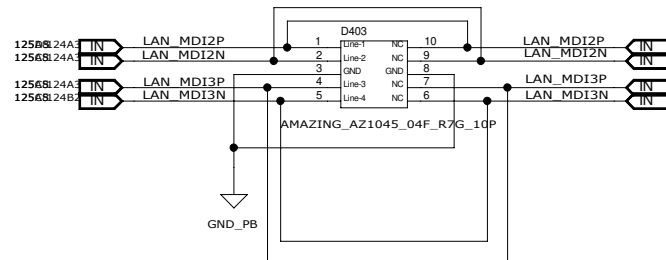 D403
IN LAN_MDI2P 1 Line-1 NC 10 LAN_MDI2P IN
IN LAN_MDI2N 2 Line-2 NC 9 LAN_MDI2N IN
3 GND GND 8
IN LAN_MDI3P 4 Line-3 NC 7 LAN_MDI3P IN
IN LAN_MDI3N 5 Line-4 NC 6 LAN_MDI3N IN
AMAZING_AZ1045_04F_R7G_10P
GND_PB